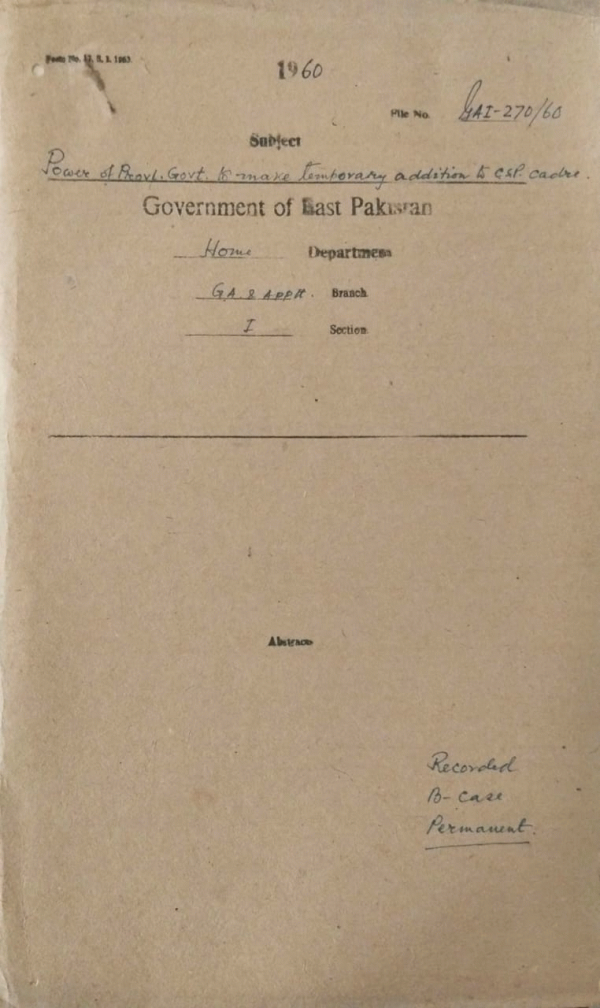 1960
File No. GAI-270/60
Subject
Power of Provl. Govt. to make temporary addition to C.S.P. cadre.
Government of East Pakistan
Home Department
GA & APPtt. Branch
I Section
Abstract
Recorded
B-case
Permanent.